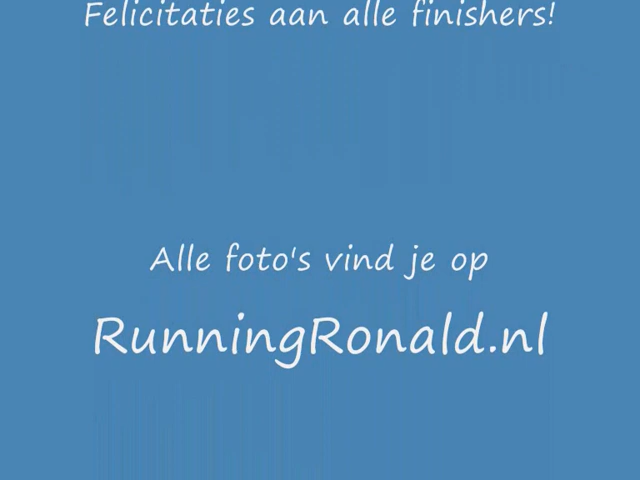 Felicitaties aan alle finishers!
Alle foto's vind je op
RunningRonald.nl